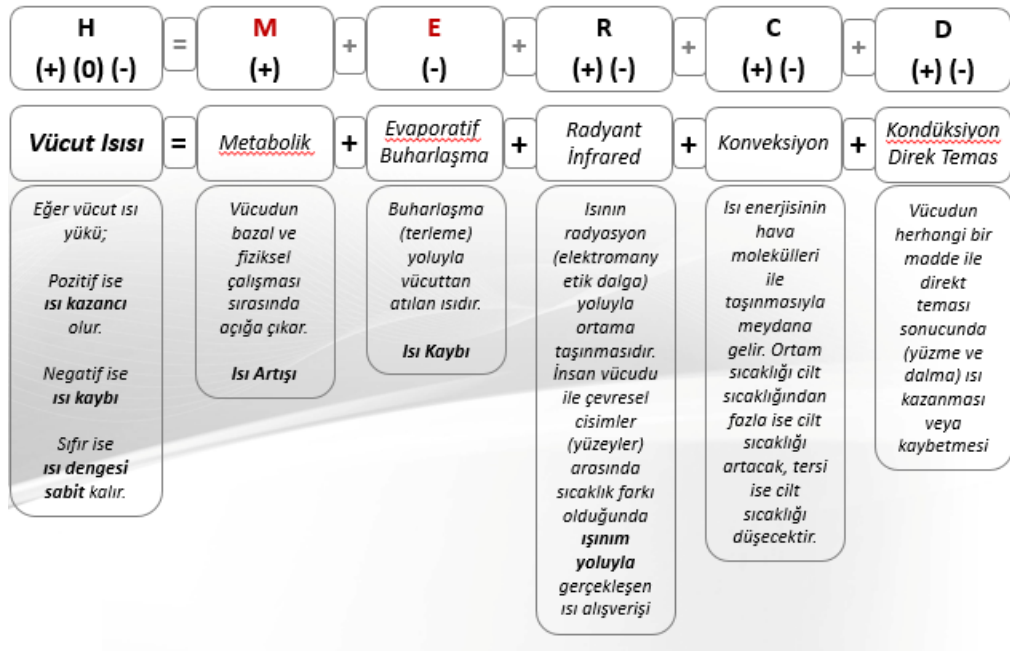 H = M + E + R + C + D
(+) (0) (-) (+) (-) (+) (-) (+) (-) (+) (-)
Vücut Isısı = Metabolik + Evaporatif Buharlaşma + Radyant İnfrared + Konveksiyon + Kondüksiyon Direk Temas
Eğer vücut ısı
yükü;
Pozitif ise
ısı kazancı
olur.
Negatif ise
ısı kaybı
Sıfır ise
ısı dengesi
sabit kalır.
Vücudun
bazal ve
fiziksel
çalışması
sırasında
açığa çıkar.
Isı Artışı
Buharlaşma
(terleme)
yoluyla
vücuttan
atılan ısıdır.
Isı Kaybı
Isının
radyasyon
(elektromany
etik dalga)
yoluyla
ortama
taşınmasıdır.
İnsan vücudu
ile çevresel
cisimler
(yüzeyler)
arasında
sıcaklık farkı
olduğunda
ışınım
yoluyla
gerçekleşen
ısı alışverişi
Isı enerjisinin
hava
molekülleri
ile
taşınmasıyla
meydana
gelir. Ortam
sıcaklığı cilt
sıcaklığından
fazla ise cilt
sıcaklığı
artacak, tersi
ise cilt
sıcaklığı
düşecektir.
Vücudun
herhangi bir
madde ile
direkt
teması
sonucunda
(yüzme ve
dalma) ısı
kazanması
veya
kaybetmesi